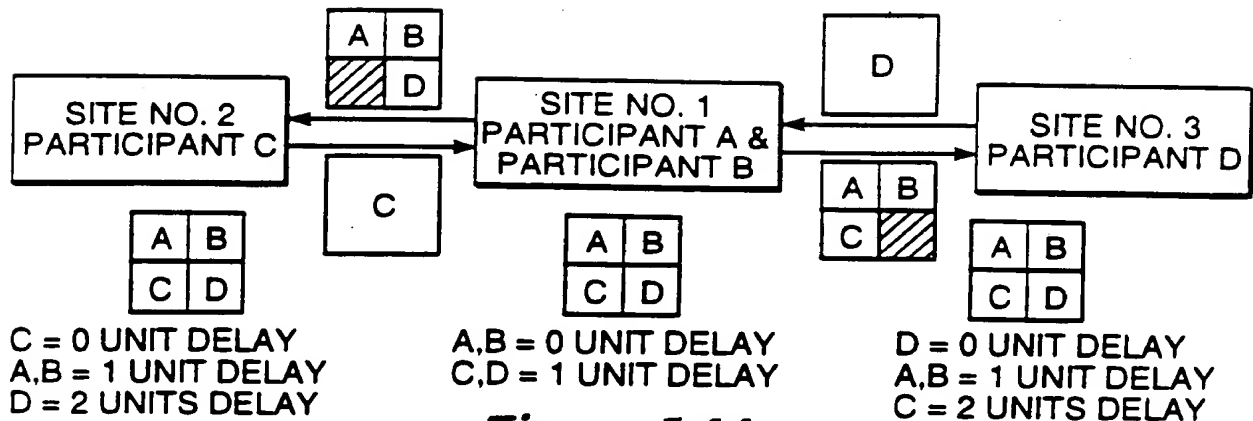 A B
D
SITE NO. 2
PARTICIPANT C
SITE NO. 1
PARTICIPANT A &
PARTICIPANT B
D
SITE NO. 3
PARTICIPANT D
C
A B
C
A B
C D
C = 0 UNIT DELAY
A,B = 1 UNIT DELAY
D = 2 UNITS DELAY
A B
C D
A,B = 0 UNIT DELAY
C,D = 1 UNIT DELAY
A B
C D
D = 0 UNIT DELAY
A,B = 1 UNIT DELAY
C = 2 UNITS DELAY